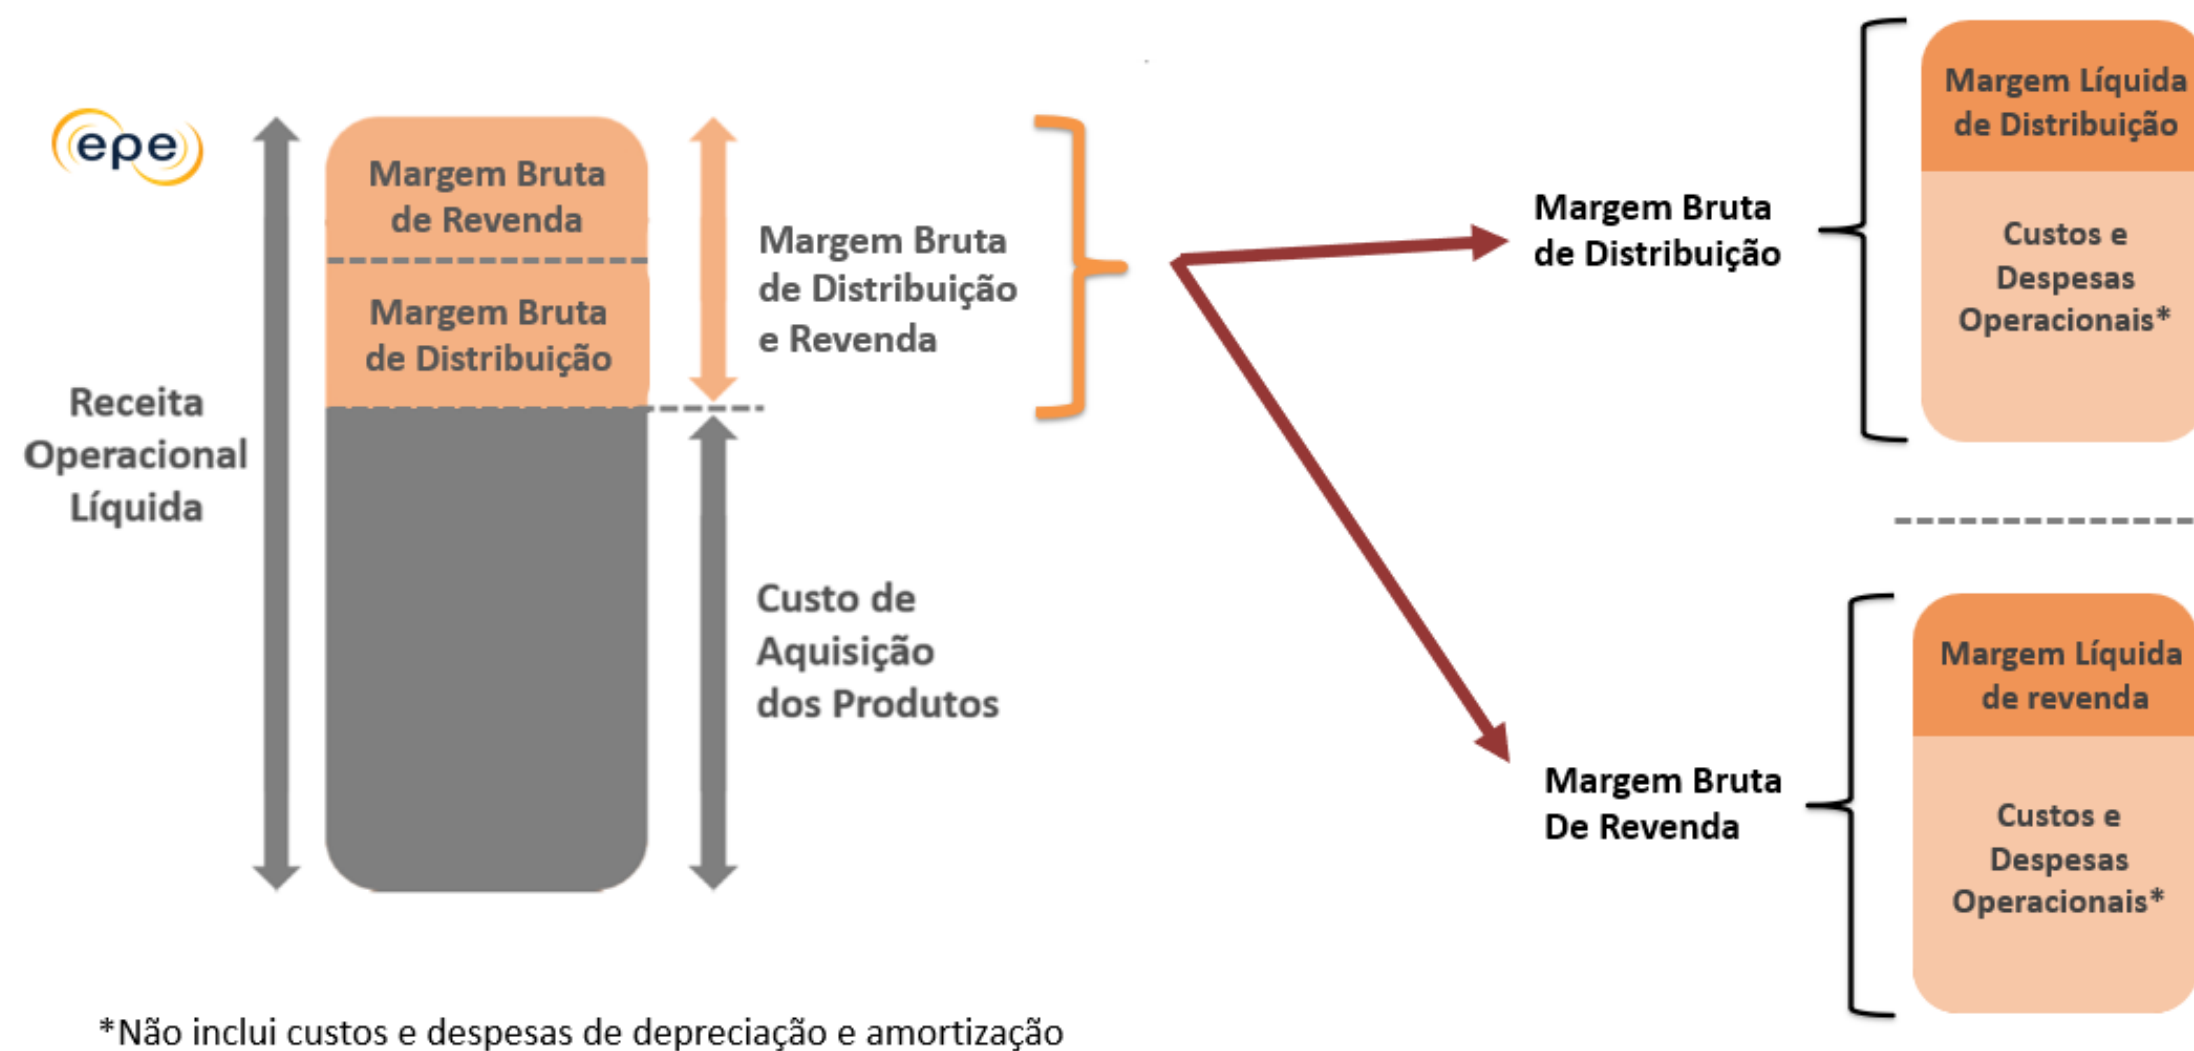 epe
Receita
Operacional
Líquida
Margem Bruta
de Revenda
Margem Bruta
de Distribuição
Margem Bruta
de Distribuição
e Revenda
Custo de
Aquisição
dos Produtos
Margem Bruta
de Distribuição
Margem Líquida
de Distribuição
Custos e
Despesas
Operacionais*
Margem Bruta
De Revenda
Margem Líquida
de revenda
Custos e
Despesas
Operacionais*
*Não inclui custos e despesas de depreciação e amortização